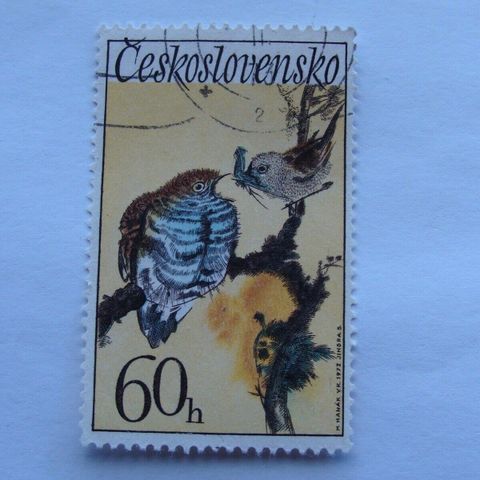 Československo
2
60h
M. HANÁK V.R. 1972 JINDRA B.